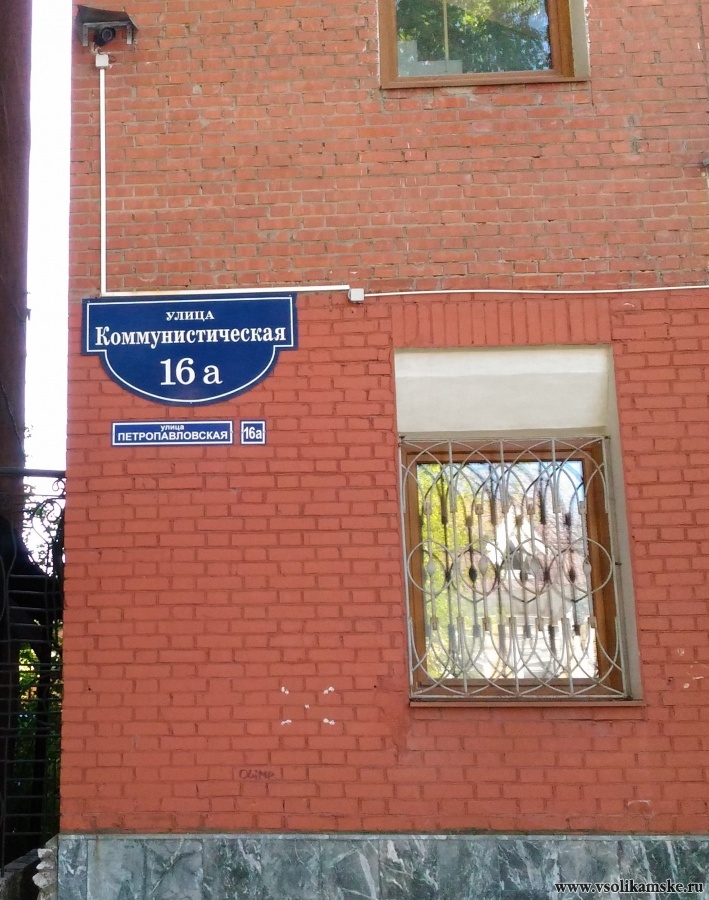 УЛИЦА
Коммунистическая
16 а
улица
ПЕТРОПАВЛОВСКАЯ 16а
www.vsolikamske.ru